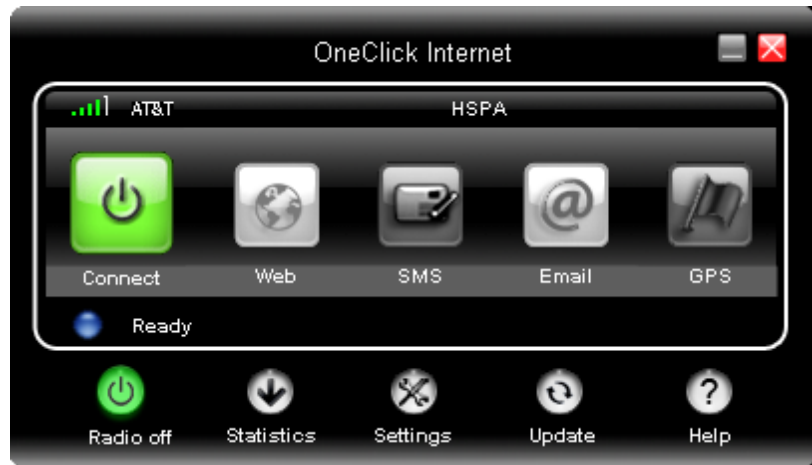 OneClick Internet
AT&T HSPA
Connect Web SMS Email GPS
Ready
Radio off Statistics Settings Update Help